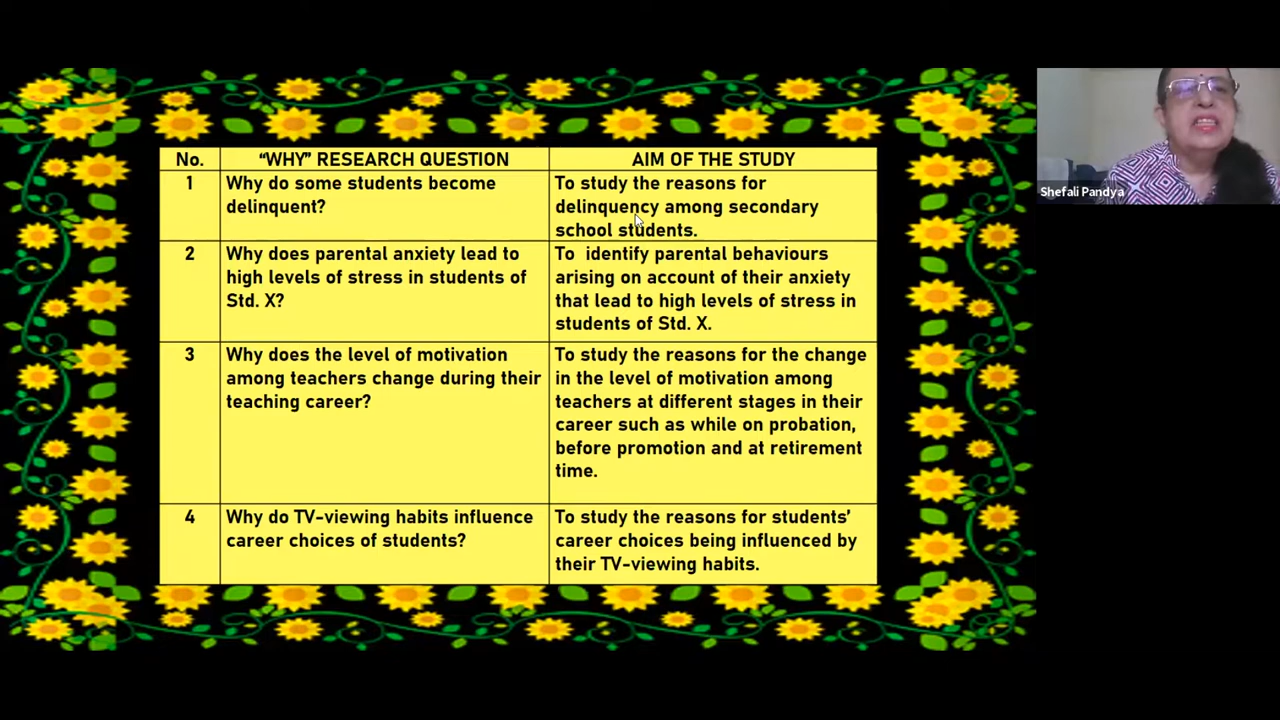 No.
“WHY” RESEARCH QUESTION
AIM OF THE STUDY
1
Why do some students become
delinquent?
To study the reasons for
delinquency among secondary
school students.
2
Why does parental anxiety lead to
high levels of stress in students of
Std. X?
To identify parental behaviours
arising on account of their anxiety
that lead to high levels of stress in
students of Std. X.
3
Why does the level of motivation
among teachers change during their
teaching career?
To study the reasons for the change
in the level of motivation among
teachers at different stages in their
career such as while on probation,
before promotion and at retirement
time.
4
Why do TV-viewing habits influence
career choices of students?
To study the reasons for students’
career choices being influenced by
their TV-viewing habits.
Shefali Pandya